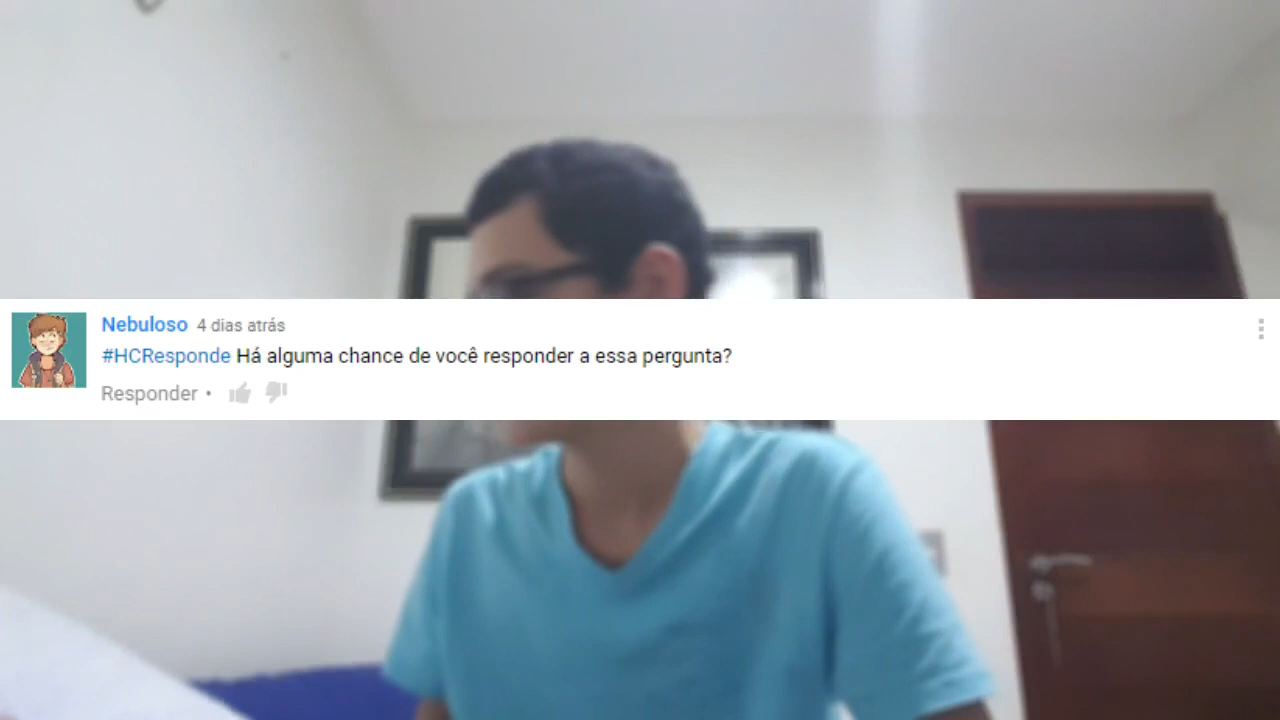 Nebuloso 4 dias atrás
#HCResponde Há alguma chance de você responder a essa pergunta?
Responder •